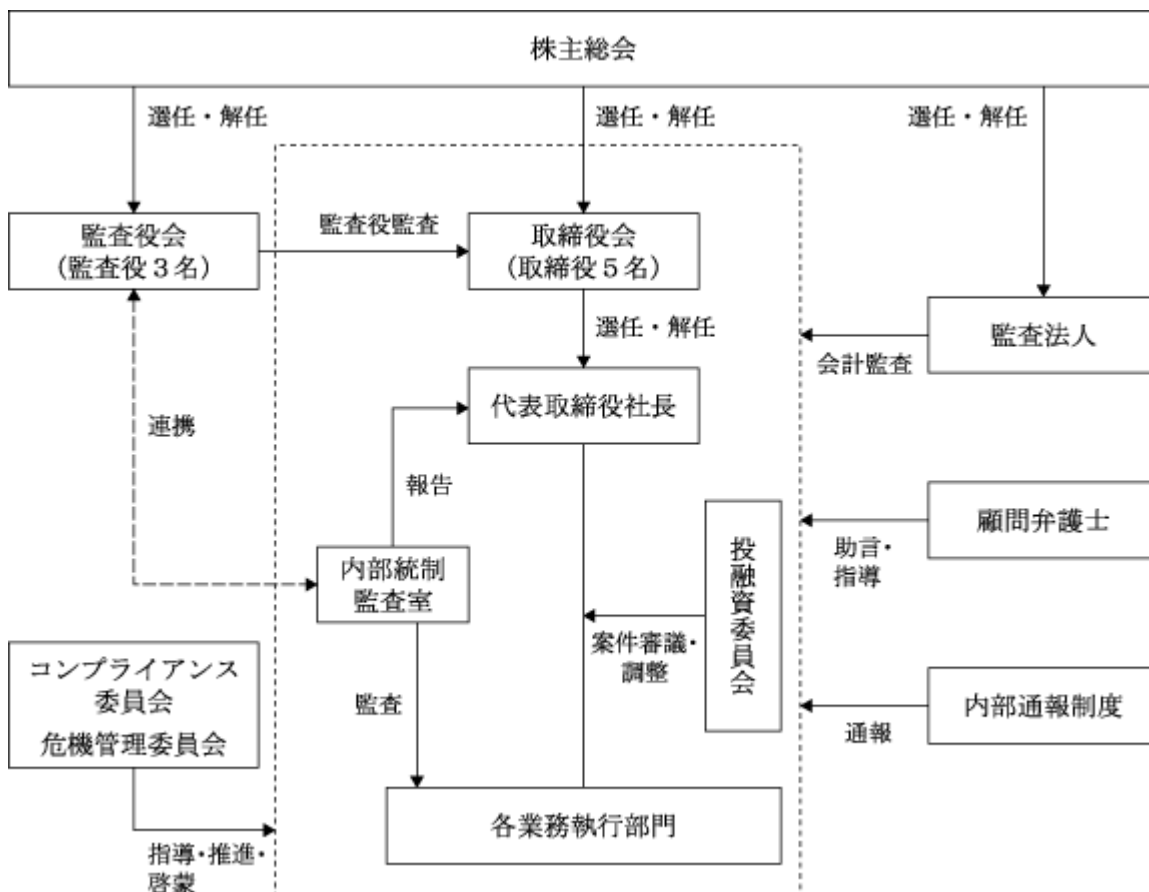 株主総会
選任・解任
選任・解任
選任・解任
監査役会
（監査役３名）
監査役監査
取締役会
（取締役５名）
選任・解任
監査法人
会計監査
代表取締役社長
連携
報告
投融資委員会
顧問弁護士
助言・
指導
内部統制
監査室
案件審議・
調整
コンプライアンス
委員会
危機管理委員会
監査
内部通報制度
通報
各業務執行部門
指導・推進・
啓蒙